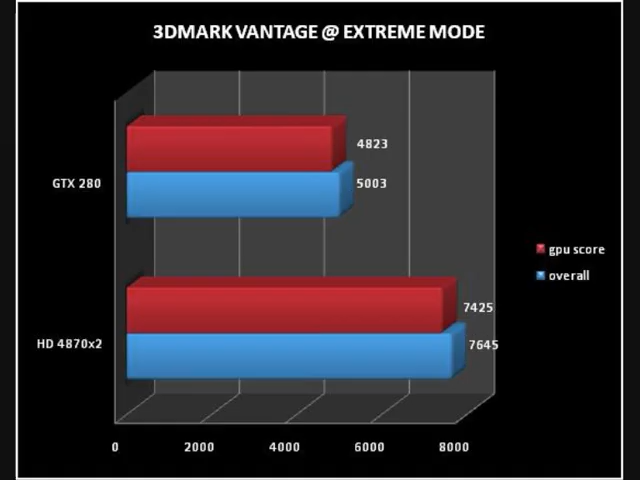 3DMARK VANTAGE @ EXTREME MODE
4823
GTX 280
5003
gpu score
overall
7425
HD 4870x2
7645
0 2000 4000 6000 8000